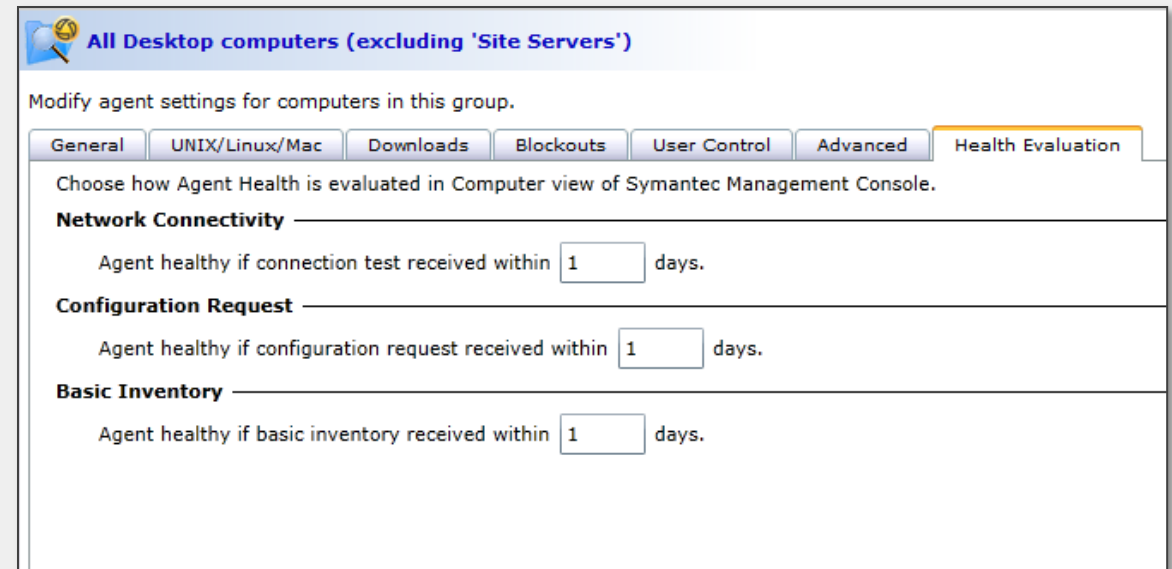 All Desktop computers (excluding 'Site Servers')
Modify agent settings for computers in this group.
General UNIX/Linux/Mac Downloads Blockouts User Control Advanced Health Evaluation
Choose how Agent Health is evaluated in Computer view of Symantec Management Console.
Network Connectivity
Agent healthy if connection test received within 1 days.
Configuration Request
Agent healthy if configuration request received within 1 days.
Basic Inventory
Agent healthy if basic inventory received within 1 days.